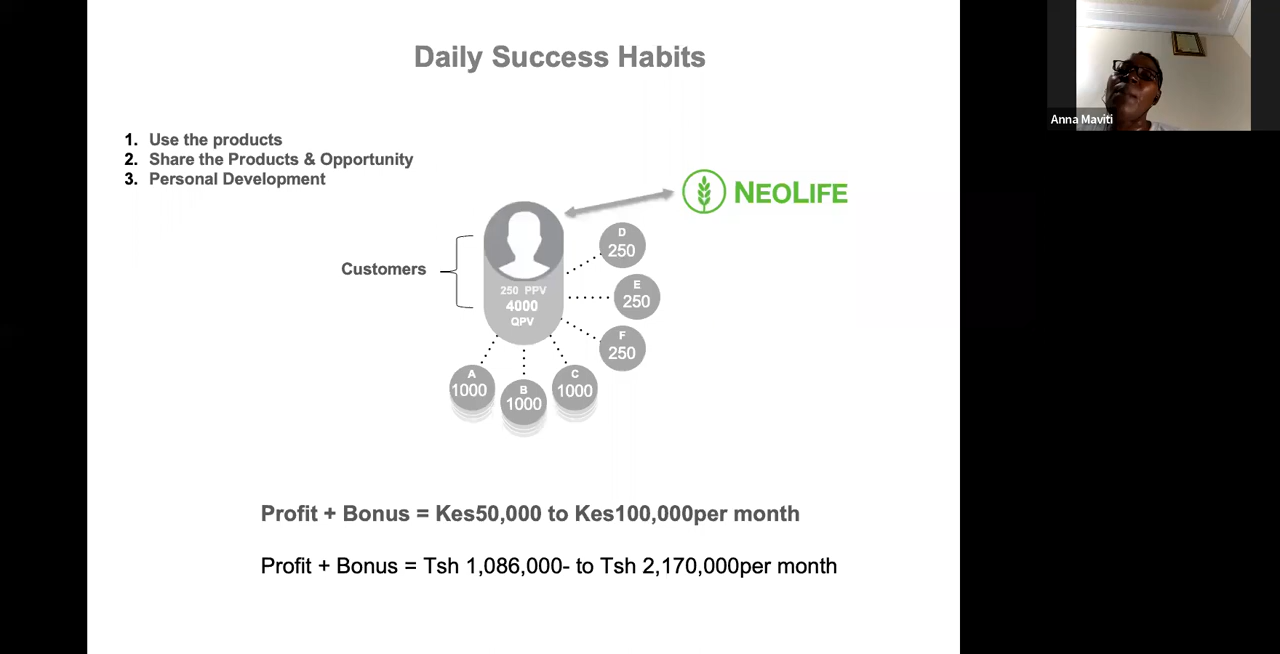 Daily Success Habits
Anna Maviti
1. Use the products
2. Share the Products & Opportunity
3. Personal Development
NEOLIFE
Customers
250 PPV
4000
QPV
D
250
E
250
F
250
A
1000
B
1000
C
1000
Profit + Bonus = Kes50,000 to Kes100,000per month
Profit + Bonus = Tsh 1,086,000- to Tsh 2,170,000per month